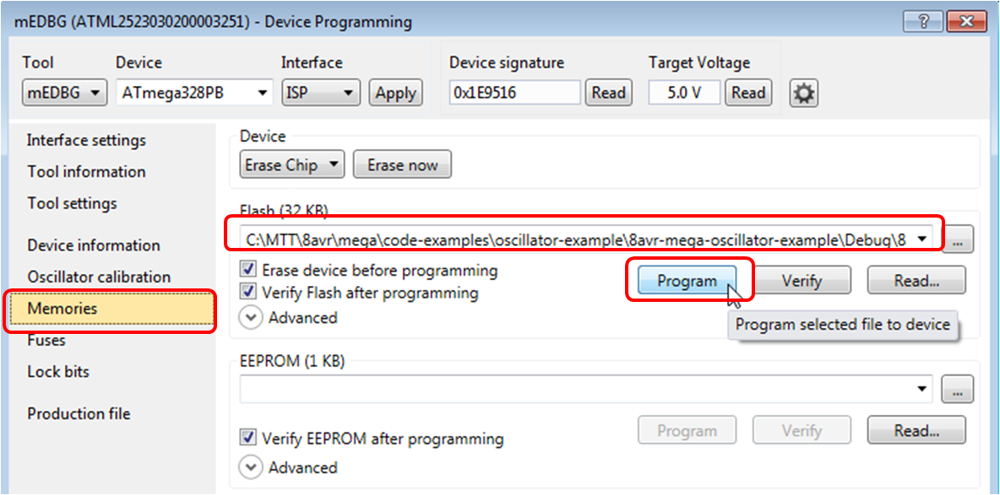 mEDBG (ATML2523030200003251) - Device Programming
Tool Device Interface Device signature Target Voltage
mEDBG ATmega328PB ISP Apply 0x1E9516 Read 5.0 V Read
Interface settings
Tool information
Tool settings
Device information
Oscillator calibration
Memories
Fuses
Lock bits
Production file
Device
Erase Chip Erase now
Flash (32 KB)
C:\MTT\8avr\mega\code-examples\oscillator-example\8avr-mega-oscillator-example\Debug\8 ...
Erase device before programming
Verify Flash after programming
Program Verify Read...
Advanced
Program selected file to device
EEPROM (1 KB)
...
Program Verify Read...
Verify EEPROM after programming
Advanced